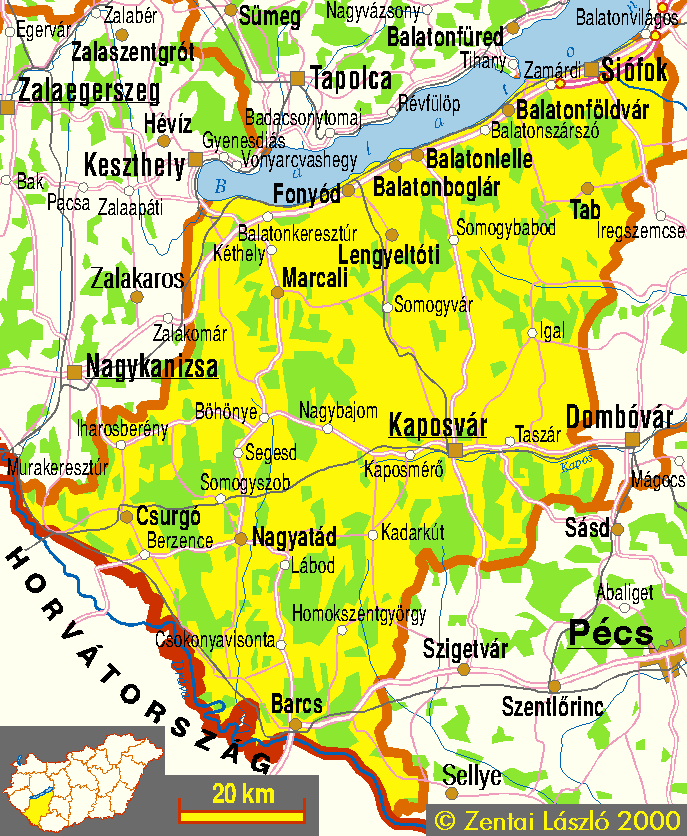 Egervár
Zalabér
Sümeg
Nagyvázsony
Balatonvilágos
Zalaszentgrót
Balatonfüred
Tihany
Zamárdi
Siófok
Tapolca
Zalaegerszeg
Révfülöp
Balatonföldvár
Badacsonytomaj
Hévíz
Gyenesdiás
Balatonszárszó
Keszthely
Vonyarcvashegy
Balatonlelle
B a l a t o n
Balatonboglár
Bak
Pacsa
Zalaapáti
Fonyód
Tab
Iregszemcse
Balatonkeresztúr
Somogybabod
Kéthely
Lengyeltóti
Zalakaros
Marcali
Somogyvár
Zalakomár
Igal
Nagykanizsa
Böhönye
Nagybajom
Kaposvár
Dombóvár
Iharosberény
Taszár
Segesd
Murakeresztúr
Kaposmérő
Kapos
Somogyszob
Mágocs
Csurgó
Sásd
Berzence
Nagyatád
Kadarkút
Lábod
Abaliget
Homokszentgyörgy
HORVÁTORSZÁG
Csokonyavisonta
Pécs
Szigetvár
Barcs
Szentlőrinc
Sellye
20 km
© Zentai László 2000